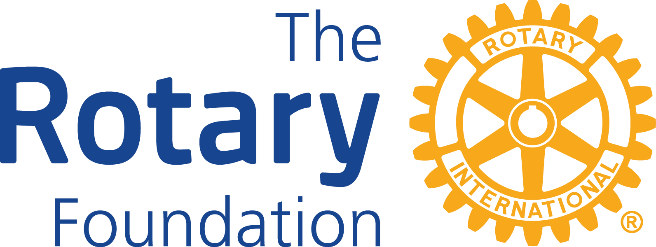 The
Rotary
Foundation
ROTARY
INTERNATIONAL
®